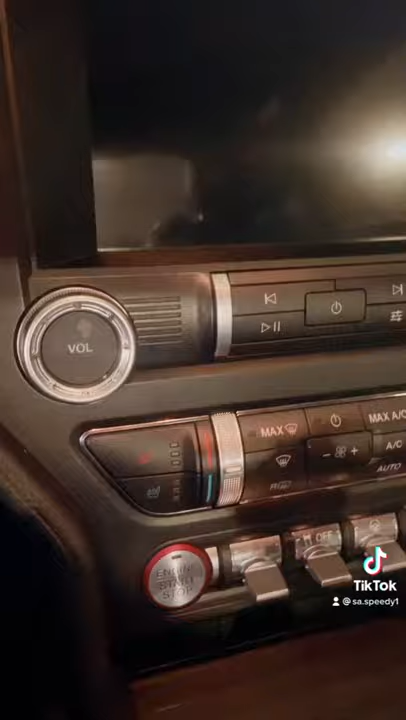 VOL
MAX
MAX A/C
A/C
AUTO
ENGINE
START
STOP
OFF
TikTok
@sa.speedy1